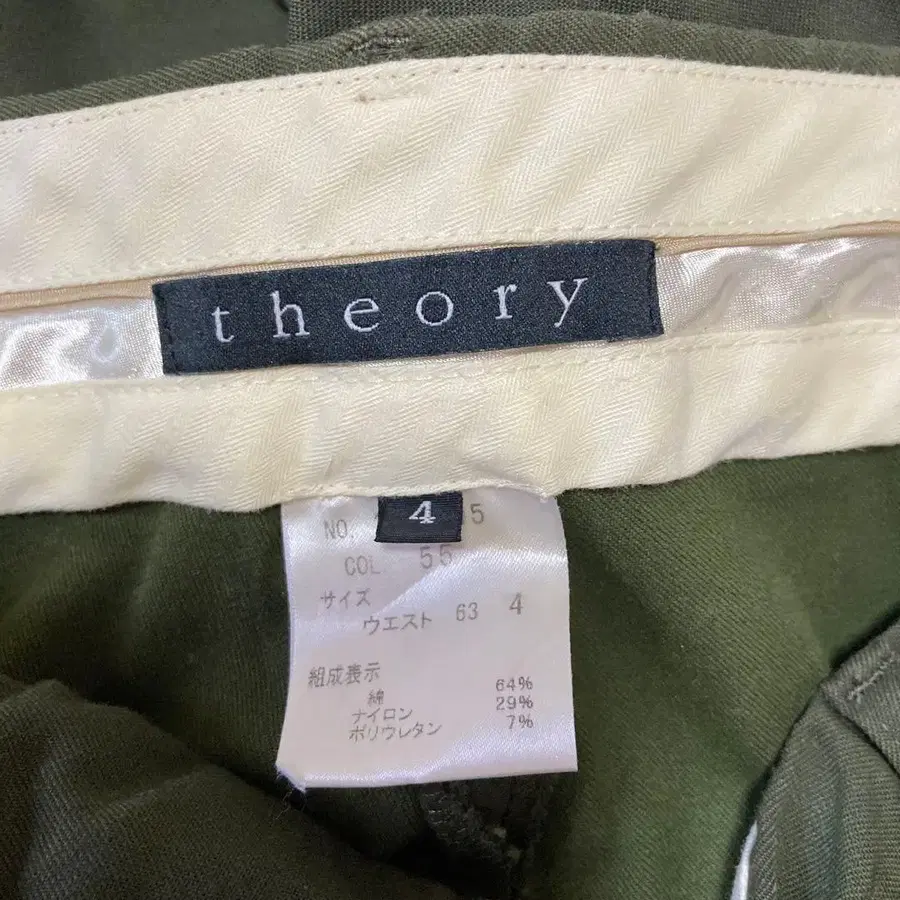 theory
4
NO. 5
COL 55
サイズ
ウエスト 63 4
組成表示
綿 64%
ナイロン 29%
ポリウレタン 7%